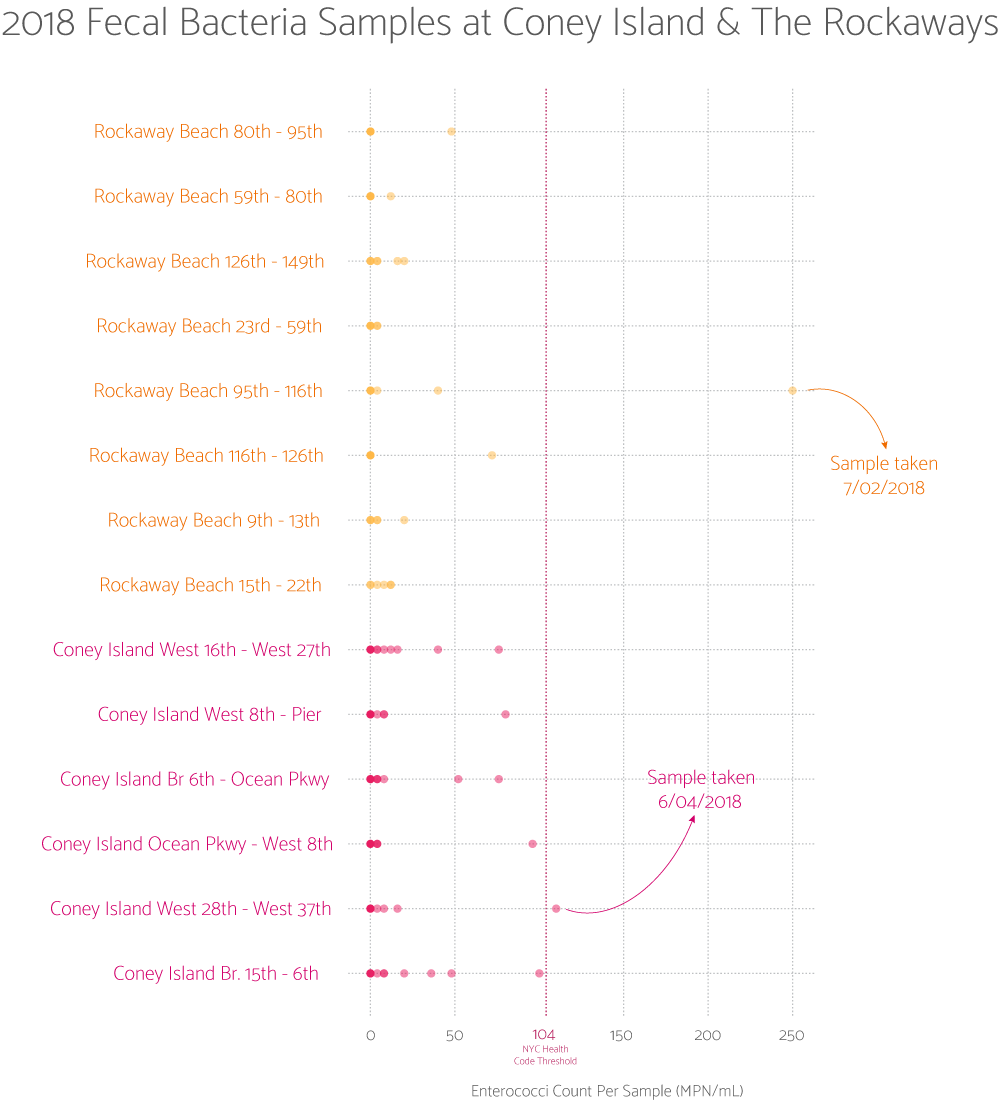 2018 Fecal Bacteria Samples at Coney Island & The Rockaways
Rockaway Beach 80th - 95th
Rockaway Beach 59th - 80th
Rockaway Beach 126th - 149th
Rockaway Beach 23rd - 59th
Rockaway Beach 95th - 116th
Rockaway Beach 116th - 126th
Sample taken
7/02/2018
Rockaway Beach 9th - 13th
Rockaway Beach 15th - 22th
Coney Island West 16th - West 27th
Coney Island West 8th - Pier
Coney Island Br 6th - Ocean Pkwy
Sample taken
6/04/2018
Coney Island Ocean Pkwy - West 8th
Coney Island West 28th - West 37th
Coney Island Br. 15th - 6th
0 50 104 150 200 250
NYC Health
Code Threshold
Enterococci Count Per Sample (MPN/mL)